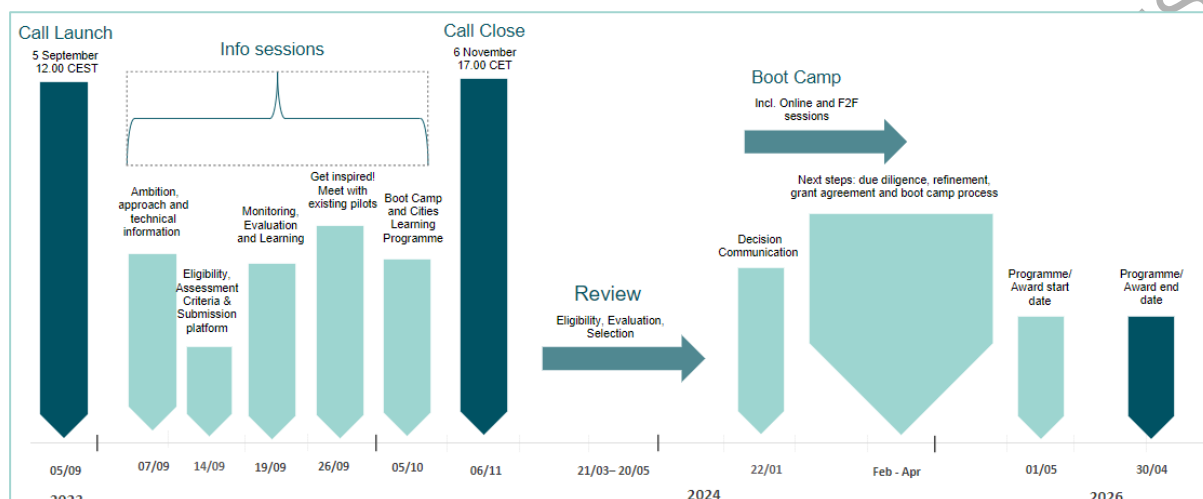 Call Launch
5 September
12.00 CEST
Info sessions
Call Close
6 November
17.00 CET
Boot Camp
Incl. Online and F2F
sessions
Ambition,
approach and
technical
information
Eligibility,
Assessment
Criteria &
Submission
platform
Monitoring,
Evaluation
and Learning
Get inspired!
Meet with
existing pilots
Boot Camp
and Cities
Learning
Programme
Review
Eligibility, Evaluation,
Selection
Decision
Communication
Next steps: due diligence, refinement,
grant agreement and boot camp process
Programme/
Award start
date
Programme/
Award end
date
05/09
07/09
14/09
19/09
26/09
05/10
06/11
21/03– 20/05
22/01
Feb - Apr
01/05
30/04
2024
2026